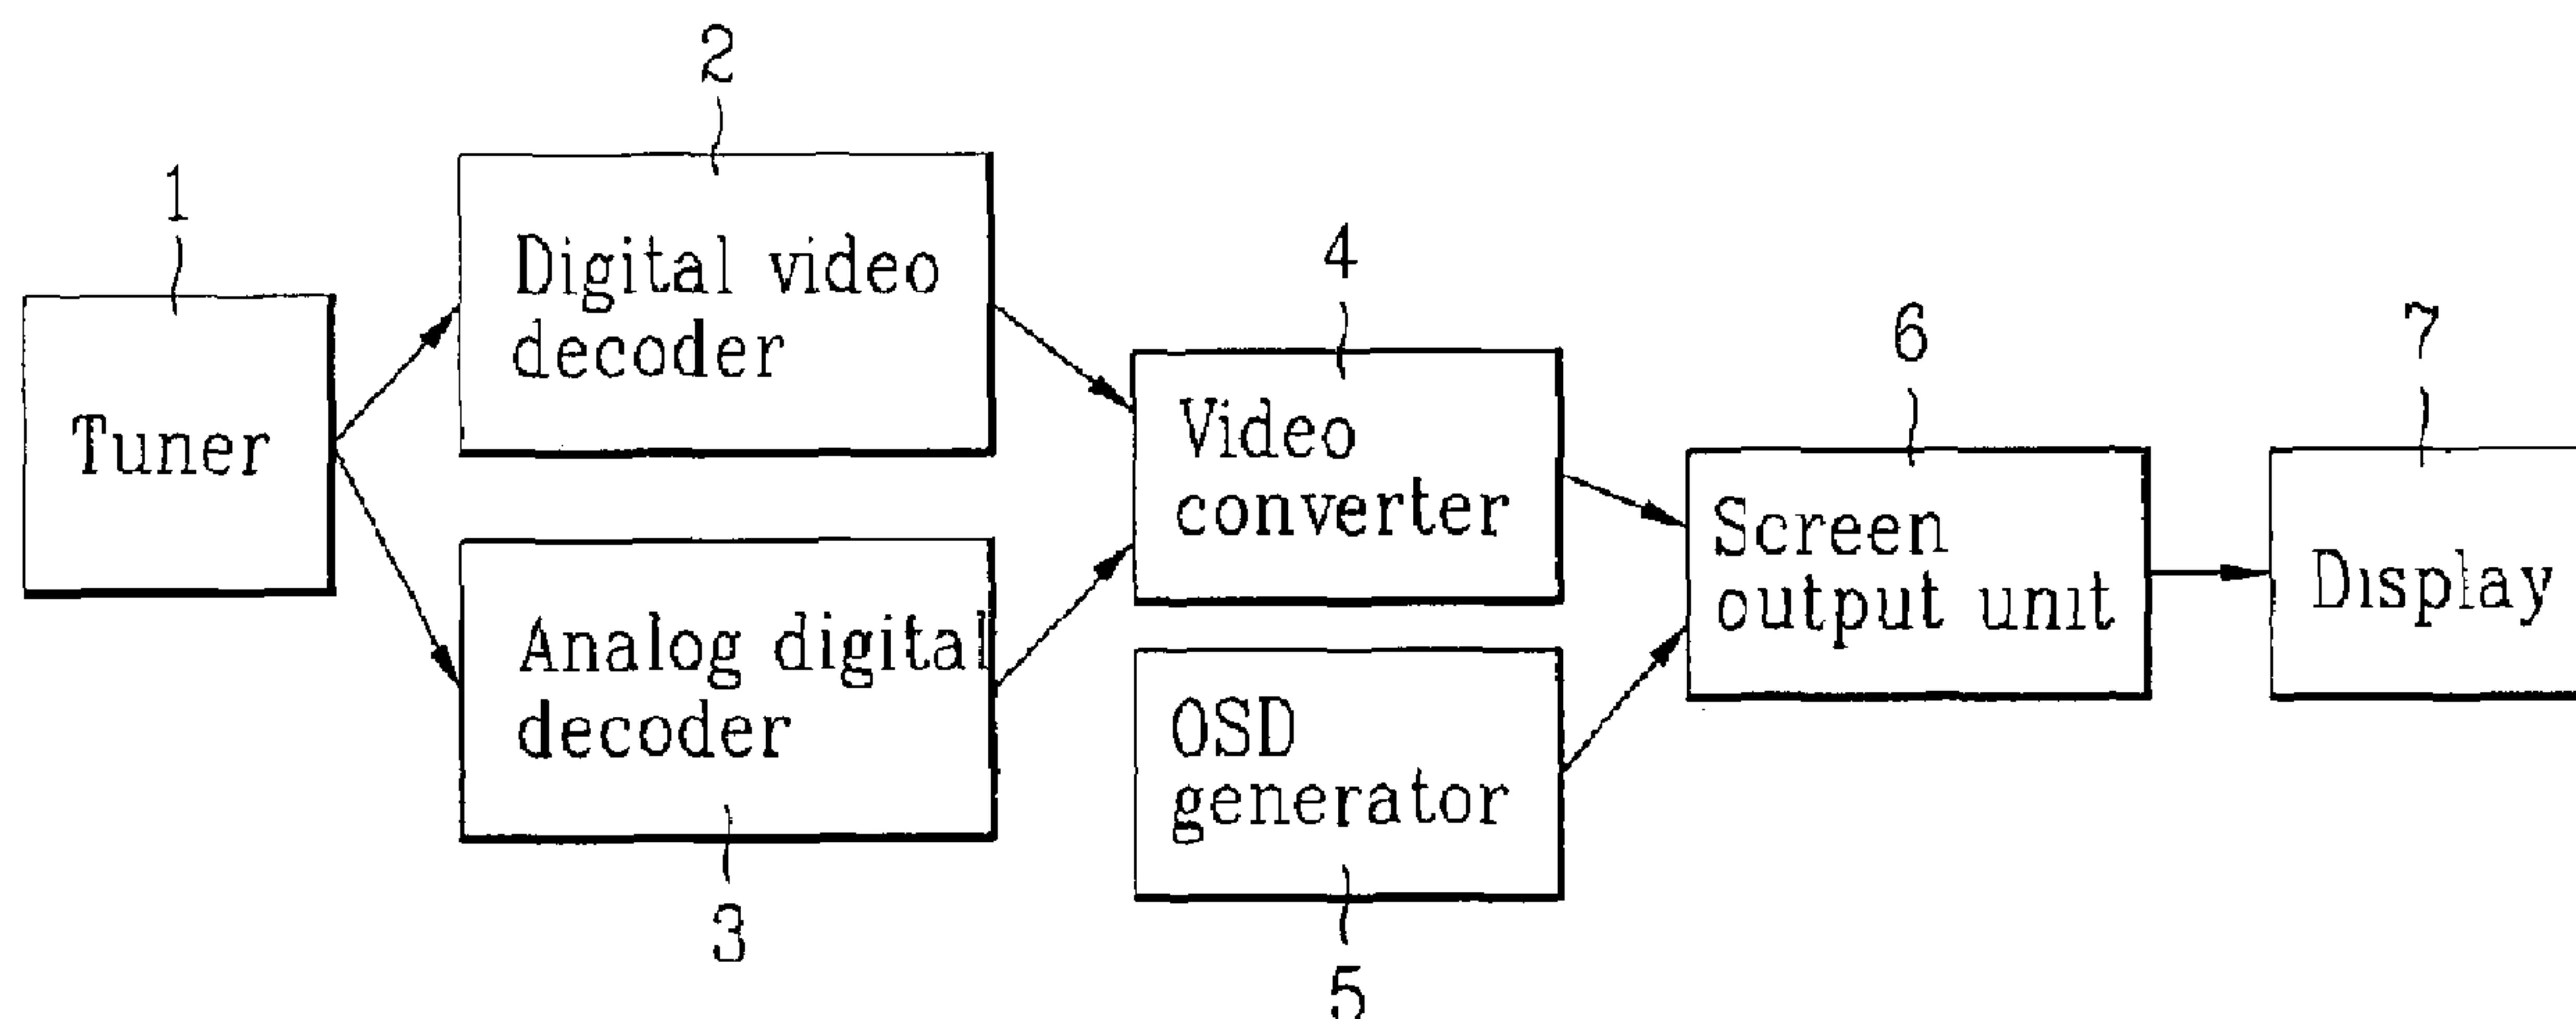 1
Tuner
2
Digital video
decoder
Analog digital
decoder
3
4
Video
converter
OSD
generator
5
6
Screen
output unit
7
Display